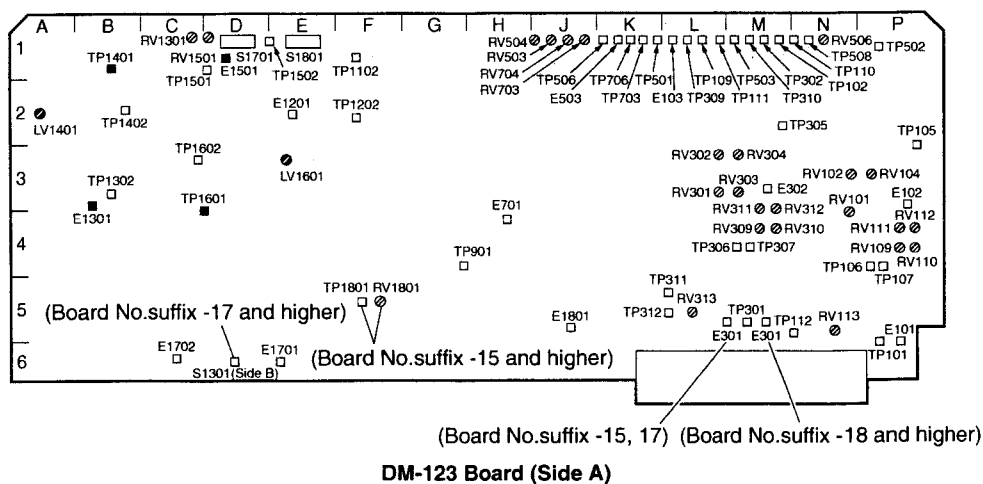 A B C D E F G H J K L M N P
1
2
3
4
5
6
RV1301 S1701 S1801 RV504 RV506 TP502
RV503 TP508
TP1401 RV1501 E1501 TP1502 TP1102 RV704 TP506 TP706 TP501 TP109 TP503 TP302 TP110
TP1501 RV703 E503 TP703 E103 TP309 TP111 TP310 TP102
LV1401 TP1402 E1201 TP1202 TP305 TP105
TP1602 LV1601 RV302 RV304
TP1302 RV303 RV102 RV104
E1301 TP1601 RV301 E302 RV101 E102
E701 RV311 RV312 RV112
RV309 RV310 RV111
TP901 TP306 TP307 RV109 RV110
TP106 TP107
TP1801 RV1801 TP311
(Board No.suffix -17 and higher) TP312 RV313 TP301 TP112 RV113
E1801 E301 E301 E101
E1702 E1701 (Board No.suffix -15 and higher) TP101
S1301(Side B)
(Board No.suffix -15, 17) (Board No.suffix -18 and higher)
DM-123 Board (Side A)